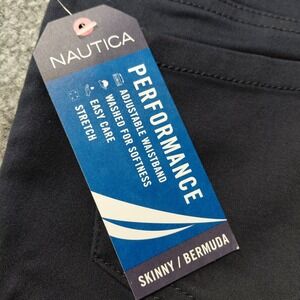 NAUTICA
PERFORMANCE
ADJUSTABLE WAISTBAND
WASHED FOR SOFTNESS
EASY CARE
STRETCH
SKINNY / BERMUDA